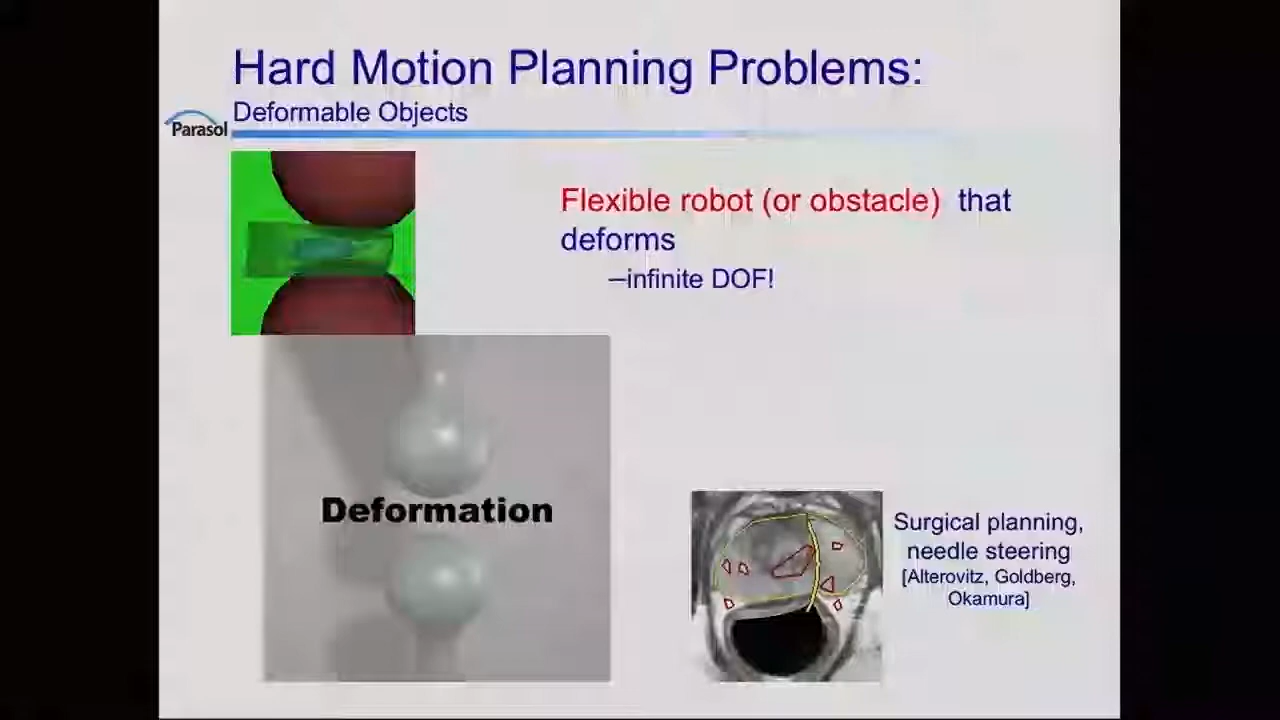 Hard Motion Planning Problems:
Deformable Objects
Parasol
Flexible robot (or obstacle) that
deforms
–infinite DOF!
Deformation
Surgical planning,
needle steering
[Alterovitz, Goldberg,
Okamura]